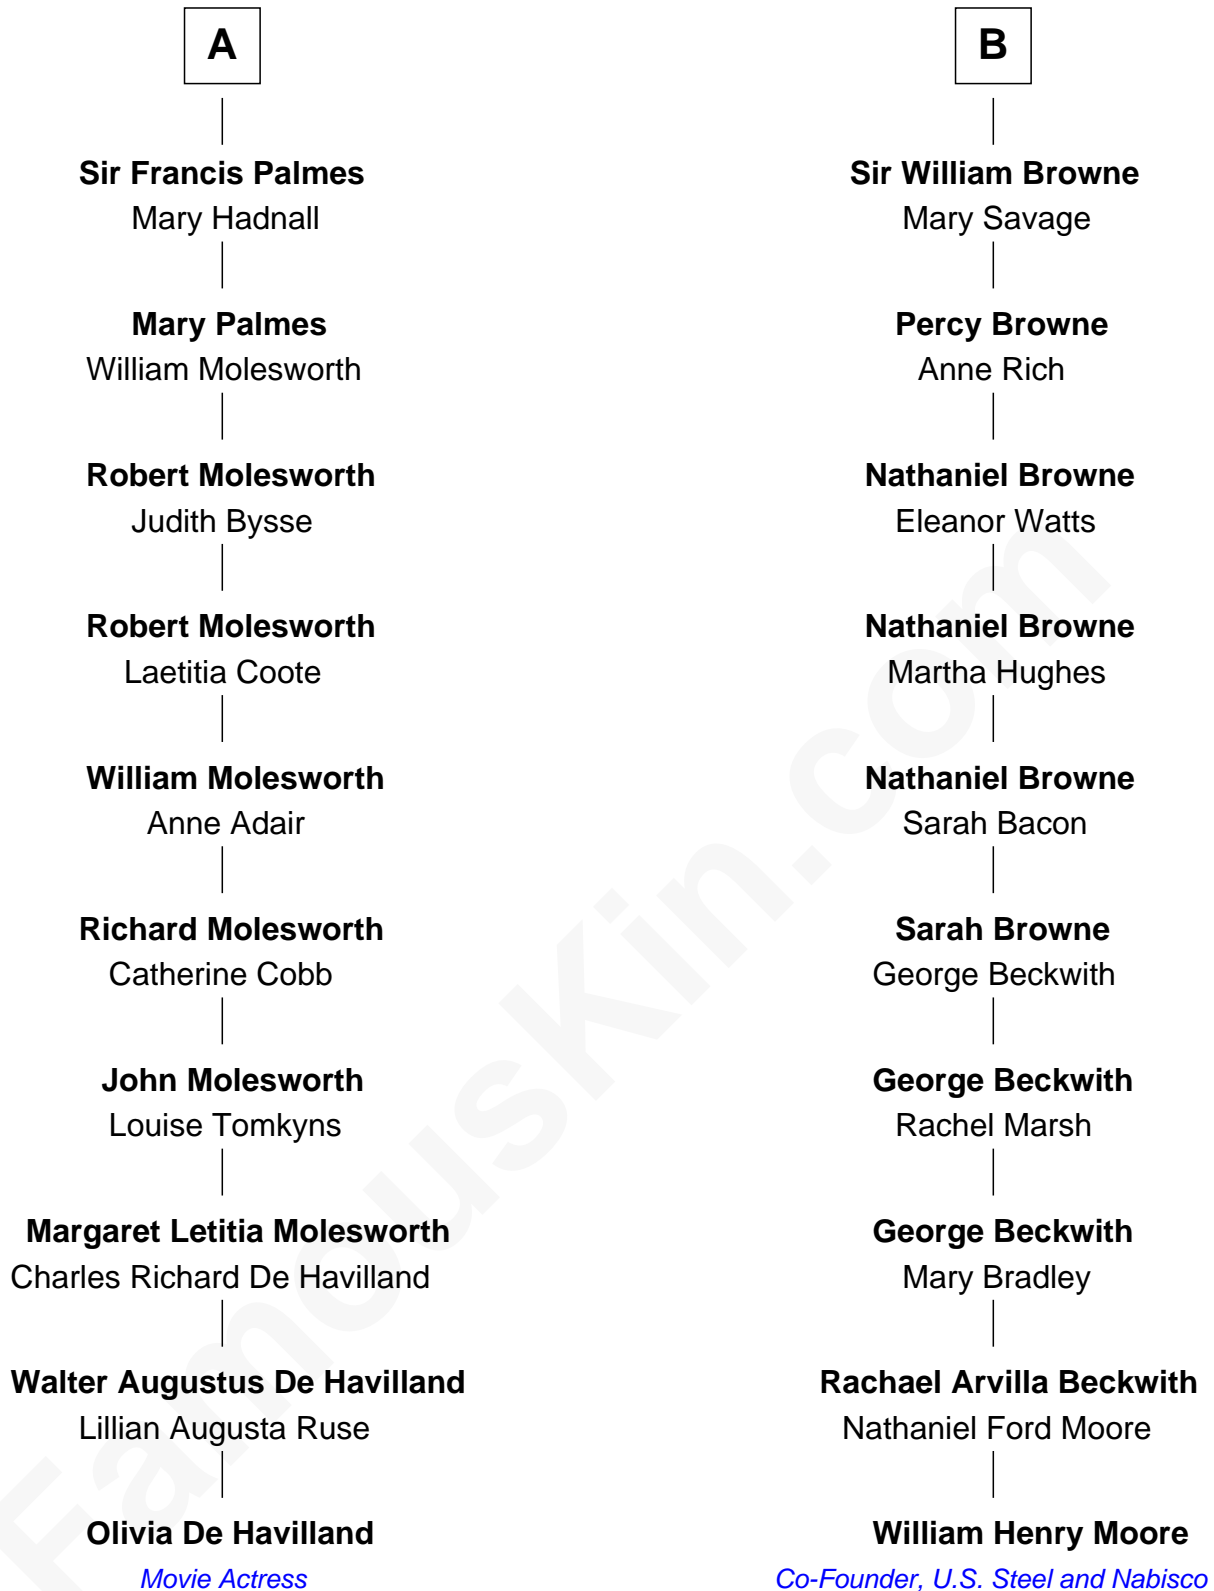 A
Sir Francis Palmes
Mary Hadnall
Mary Palmes
William Molesworth
Robert Molesworth
Judith Bysse
Robert Molesworth
Laetitia Coote
William Molesworth
Anne Adair
Richard Molesworth
Catherine Cobb
John Molesworth
Louise Tomkyns
Margaret Letitia Molesworth
Charles Richard De Havilland
Walter Augustus De Havilland
Lillian Augusta Ruse
Olivia De Havilland
Movie Actress
B
Sir William Browne
Mary Savage
Percy Browne
Anne Rich
Nathaniel Browne
Eleanor Watts
Nathaniel Browne
Martha Hughes
Nathaniel Browne
Sarah Bacon
Sarah Browne
George Beckwith
George Beckwith
Rachel Marsh
George Beckwith
Mary Bradley
Rachael Arvilla Beckwith
Nathaniel Ford Moore
William Henry Moore
Co-Founder, U.S. Steel and Nabisco
FamousKin.com